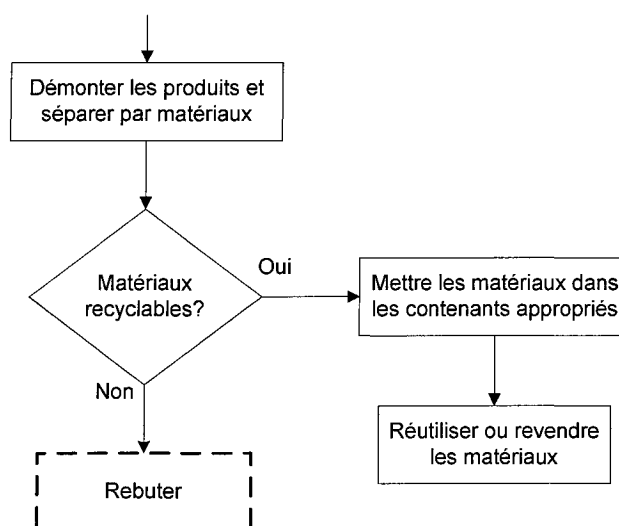 Démonter les produits et
séparer par matériaux
Matériaux
recyclables?
Oui
Mettre les matériaux dans
les contenants appropriés
Non
Réutiliser ou revendre
les matériaux
Rebuter